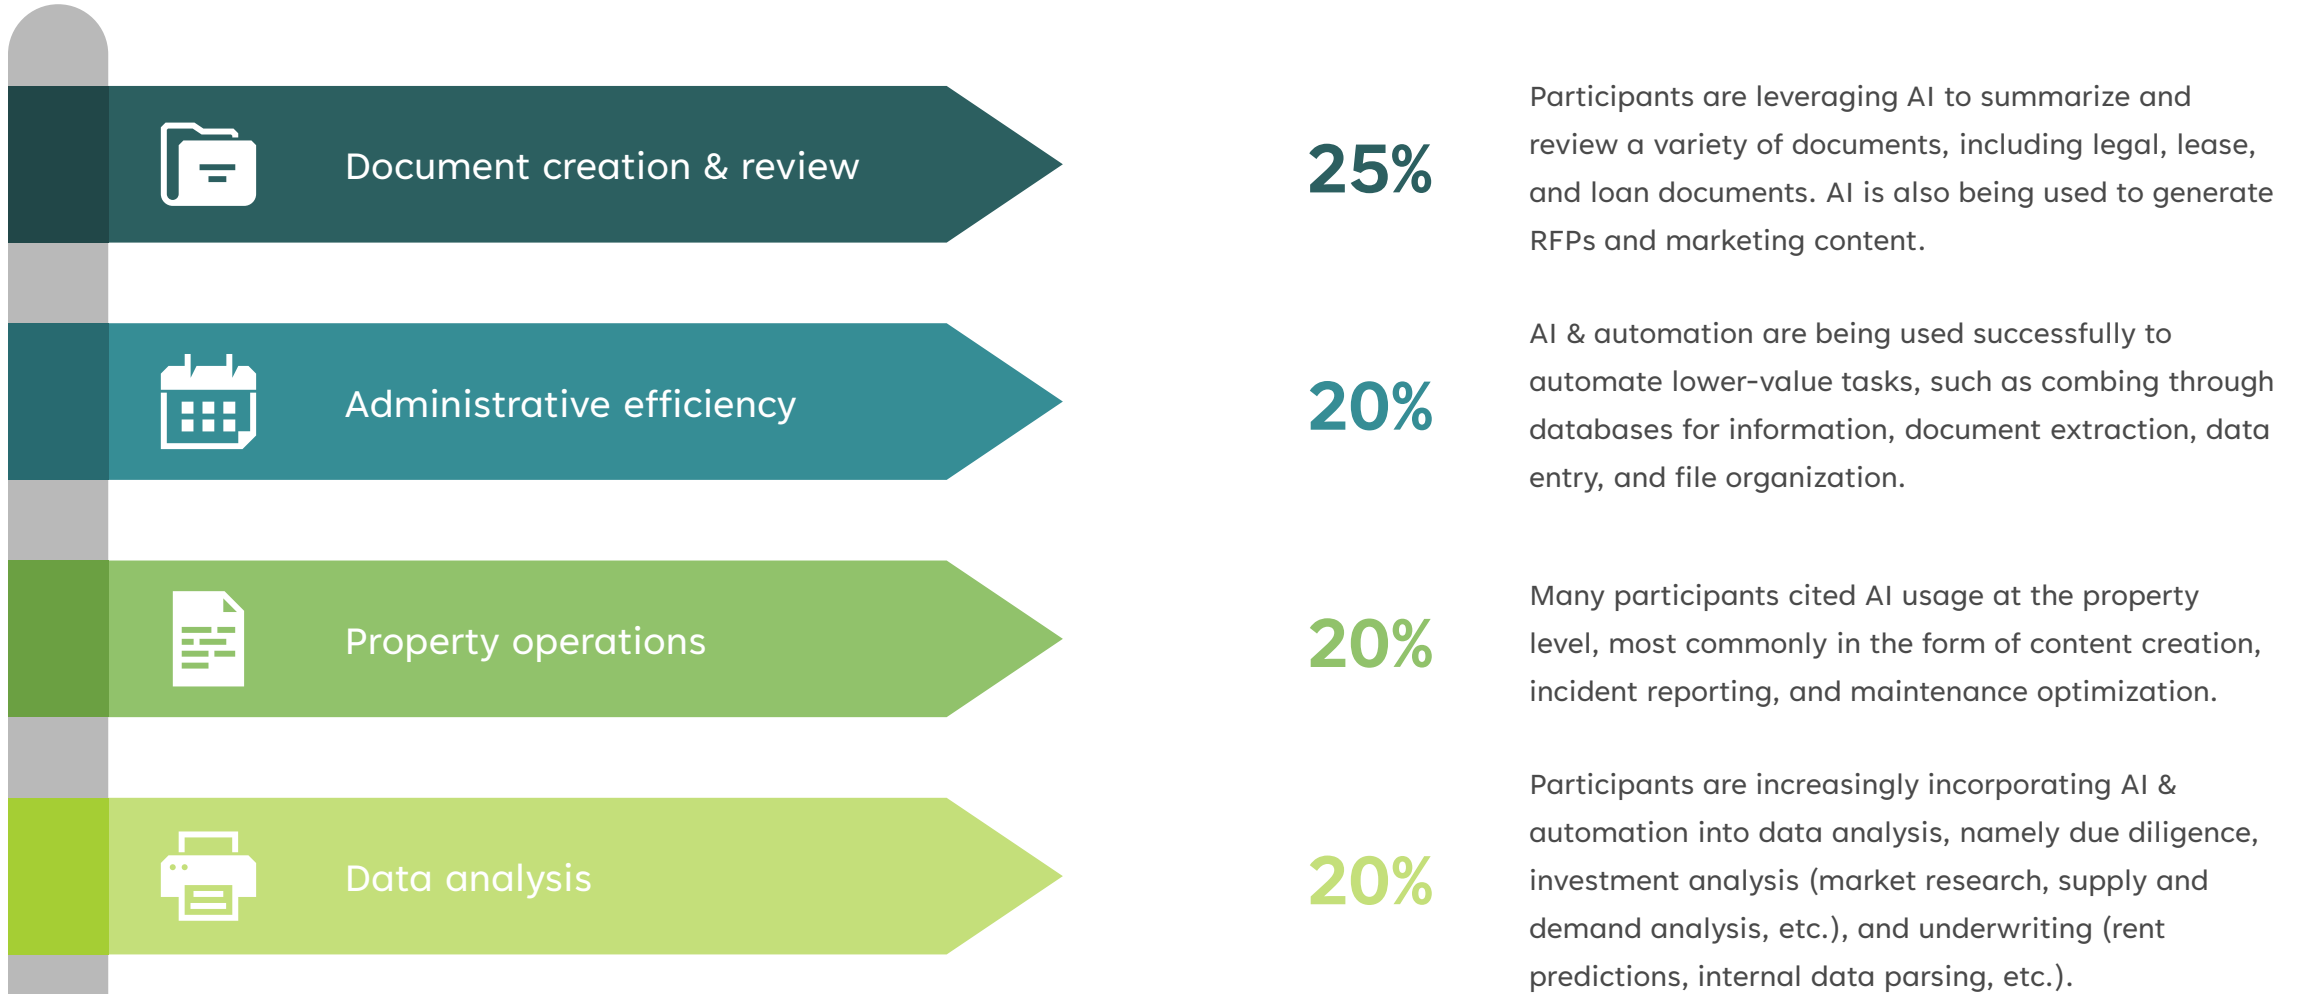 Document creation & review
25%
Participants are leveraging AI to summarize and
review a variety of documents, including legal, lease,
and loan documents. AI is also being used to generate
RFPs and marketing content.
Administrative efficiency
20%
AI & automation are being used successfully to
automate lower-value tasks, such as combing through
databases for information, document extraction, data
entry, and file organization.
Property operations
20%
Many participants cited AI usage at the property
level, most commonly in the form of content creation,
incident reporting, and maintenance optimization.
Data analysis
20%
Participants are increasingly incorporating AI &
automation into data analysis, namely due diligence,
investment analysis (market research, supply and
demand analysis, etc.), and underwriting (rent
predictions, internal data parsing, etc.).